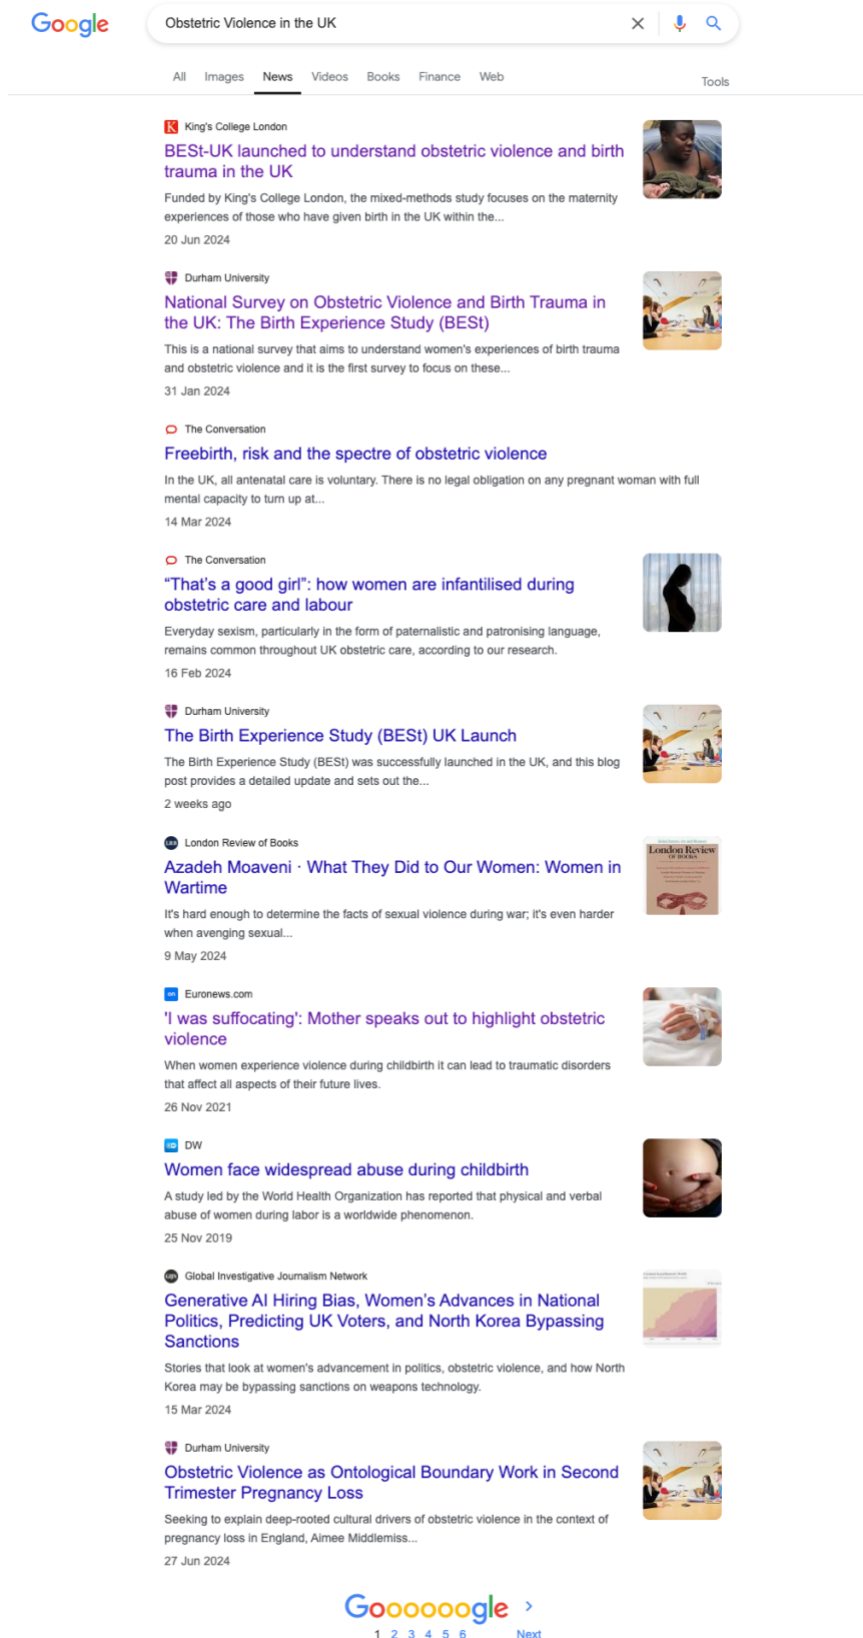 Google
Obstetric Violence in the UK
All Images News Videos Books Finance Web
Tools
King's College London
BESt-UK launched to understand obstetric violence and birth
trauma in the UK
Funded by King's College London, the mixed-methods study focuses on the maternity
experiences of those who have given birth in the UK within the...
20 Jun 2024
Durham University
National Survey on Obstetric Violence and Birth Trauma in
the UK: The Birth Experience Study (BESt)
This is a national survey that aims to understand women's experiences of birth trauma
and obstetric violence and it is the first survey to focus on these...
31 Jan 2024
The Conversation
Freebirth, risk and the spectre of obstetric violence
In the UK, all antenatal care is voluntary. There is no legal obligation on any pregnant woman with full
mental capacity to turn up at...
14 Mar 2024
The Conversation
“That’s a good girl”: how women are infantilised during
obstetric care and labour
Everyday sexism, particularly in the form of paternalistic and patronising language,
remains common throughout UK obstetric care, according to our research.
16 Feb 2024
Durham University
The Birth Experience Study (BESt) UK Launch
The Birth Experience Study (BESt) was successfully launched in the UK, and this blog
post provides a detailed update and sets out the...
2 weeks ago
London Review of Books
Azadeh Moaveni · What They Did to Our Women: Women in
Wartime
It's hard enough to determine the facts of sexual violence during war; it's even harder
when avenging sexual...
9 May 2024
London Review
OF BOOKS
Euronews.com
'I was suffocating': Mother speaks out to highlight obstetric
violence
When women experience violence during childbirth it can lead to traumatic disorders
that affect all aspects of their future lives.
26 Nov 2021
DW
Women face widespread abuse during childbirth
A study led by the World Health Organization has reported that physical and verbal
abuse of women during labor is a worldwide phenomenon.
25 Nov 2019
Global Investigative Journalism Network
Generative AI Hiring Bias, Women’s Advances in National
Politics, Predicting UK Voters, and North Korea Bypassing
Sanctions
Stories that look at women's advancement in politics, obstetric violence, and how North
Korea may be bypassing sanctions on weapons technology.
15 Mar 2024
Durham University
Obstetric Violence as Ontological Boundary Work in Second
Trimester Pregnancy Loss
Seeking to explain deep-rooted cultural drivers of obstetric violence in the context of
pregnancy loss in England, Aimee Middlemiss...
27 Jun 2024
Goooooogle
1 2 3 4 5 6 Next